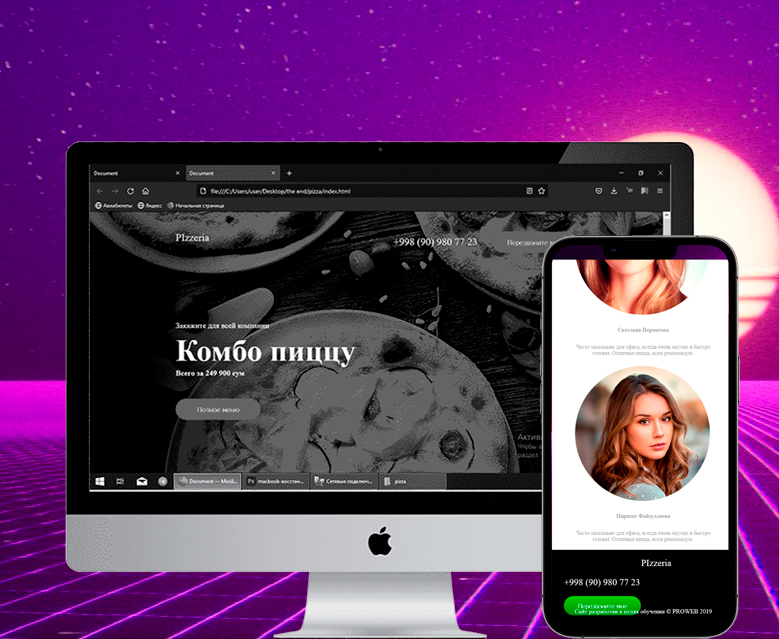 Document
Document
file:///C:/Users/user/Desktop/the end/pizza/index.html
Авиабилеты Яндекс Начальная страница
PIzzeria +998 (90) 980 77 23 Перезвоните
Закажите для всей компании
Комбо пиццу
Всего за 249 900 сум
Полное меню
Актив
Чтобы а
раздел
Document — Mozil... macbook-восстан... Сетевые подключ... pizza
Светлана
Часто заказываю для офиса, всегда очень вкусно и быстро
готовят. Отличная пицца, всем рекомендую.
Часто заказываю для офиса, всегда очень вкусно и быстро
готовят. Отличная пицца, всем рекомендую.
PIzzeria
+998 (90) 980 77 23
Перезвоните мне
Сайт разработан в целях обучения © PROWEB 2019